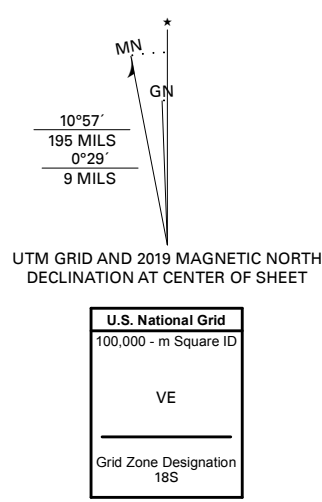 ★
MN
GN
10°57´
195 MILS
0°29´
9 MILS
UTM GRID AND 2019 MAGNETIC NORTH
DECLINATION AT CENTER OF SHEET
U.S. National Grid
100,000 - m Square ID
VE
Grid Zone Designation
18S